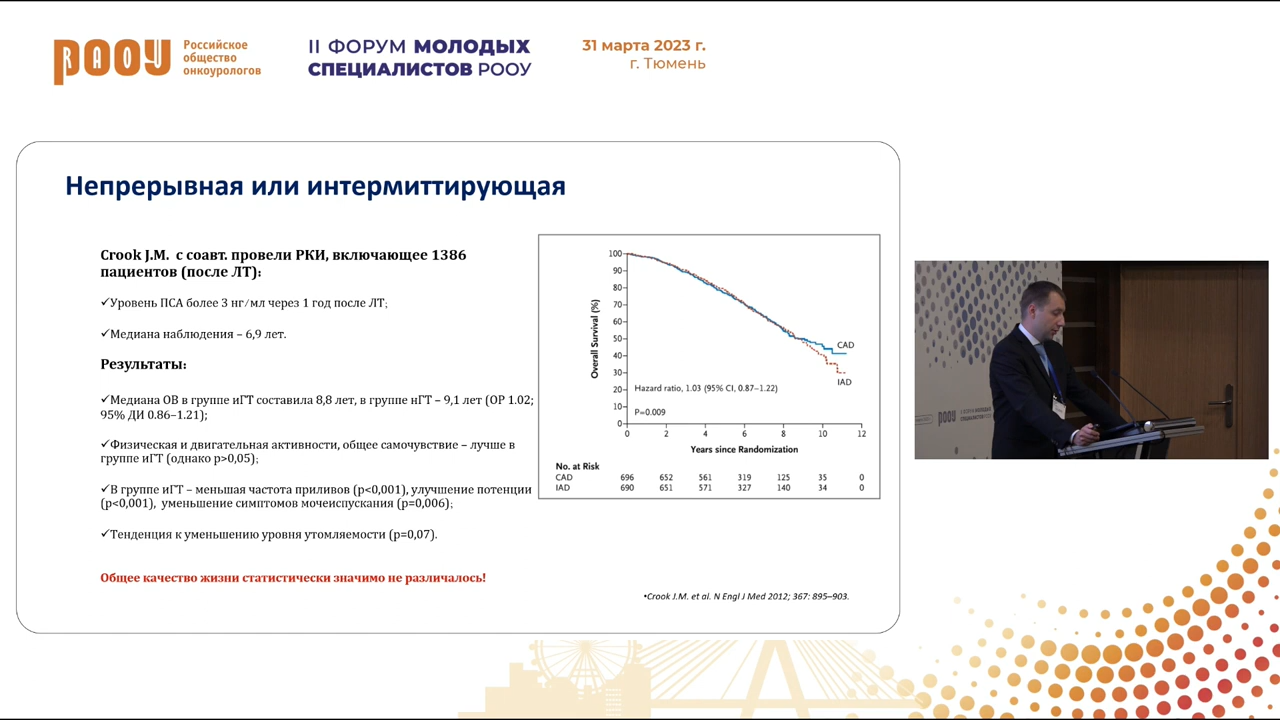 РООУ
RAOU
Российское
общество
онкоурологов
II ФОРУМ МОЛОДЫХ
СПЕЦИАЛИСТОВ РООУ
31 марта 2023 г.
г. Тюмень
Непрерывная или интермиттирующая
Crook J.M. с соавт. провели РКИ, включающее 1386
пациентов (после ЛТ):
✓Уровень ПСА более 3 нг/мл через 1 год после ЛТ;
✓Медиана наблюдения – 6,9 лет.
Результаты:
✓Медиана ОВ в группе иГТ составила 8,8 лет, в группе нГТ – 9,1 лет (ОР 1.02;
95% ДИ 0.86–1.21);
✓Физическая и двигательная активности, общее самочувствие – лучше в
группе иГТ (однако p>0,05);
✓В группе иГТ – меньшая частота приливов (p<0,001), улучшение потенции
(p<0,001), уменьшение симптомов мочеиспускания (p=0,006);
✓Тенденция к уменьшению уровня утомляемости (p=0,07).
Общее качество жизни статистически значимо не различалось!
Overall Survival (%)
100
90
80
70
60
50
40
30
20
10
0
CAD
IAD
Hazard ratio, 1.03 (95% CI, 0.87–1.22)
P=0.009
0 2 4 6 8 10 12
Years since Randomization
No. at Risk
CAD 696 652 561 319 125 35 0
IAD 690 651 571 327 140 34 0
•Crook J.M. et al. N Engl J Med 2012; 367: 895–903.
РООУ
II ФОРУМ МОЛОДЫХ